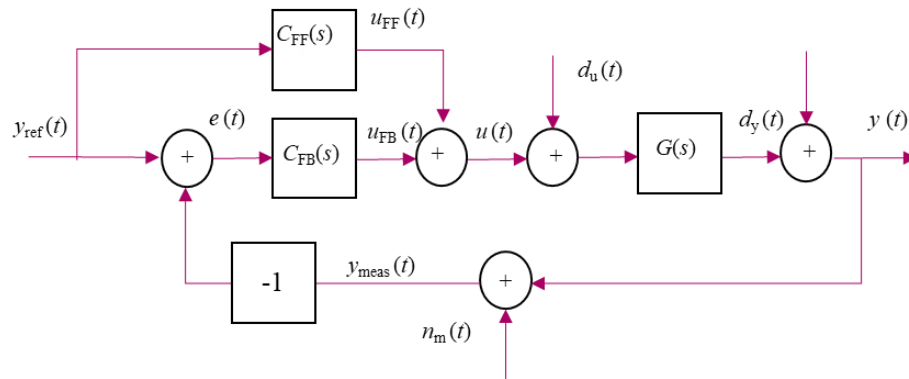 C_FF(s)
u_FF(t)
d_u(t)
y_ref(t)
e(t)
+
C_FB(s)
u_FB(t)
+
u(t)
+
G(s)
d_y(t)
+
y(t)
-1
y_meas(t)
+
n_m(t)